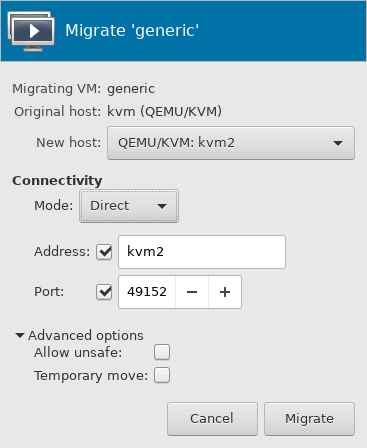 Migrate 'generic'
Migrating VM: generic
Original host: kvm (QEMU/KVM)
New host: QEMU/KVM: kvm2
Connectivity
Mode: Direct
Address: kvm2
Port: 49152 − +
Advanced options
Allow unsafe:
Temporary move:
Cancel Migrate